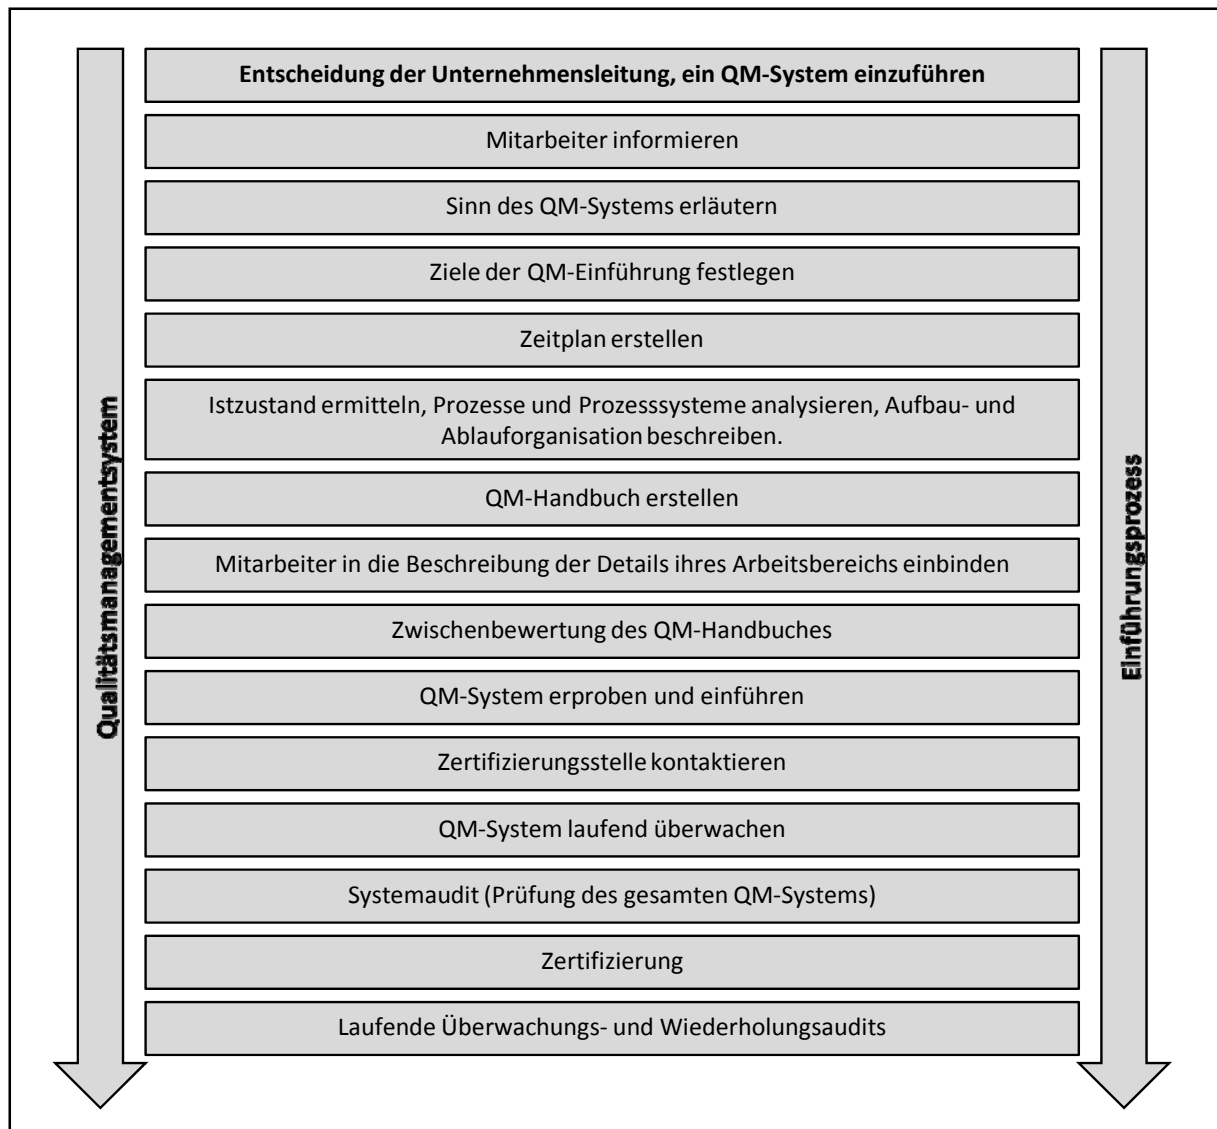 Entscheidung der Unternehmensleitung, ein QM-System einzuführen
Mitarbeiter informieren
Sinn des QM-Systems erläutern
Ziele der QM-Einführung festlegen
Zeitplan erstellen
Istzustand ermitteln, Prozesse und Prozesssysteme analysieren, Aufbau- und
Ablauforganisation beschreiben.
QM-Handbuch erstellen
Mitarbeiter in die Beschreibung der Details ihres Arbeitsbereichs einbinden
Zwischenbewertung des QM-Handbuches
QM-System erproben und einführen
Zertifizierungsstelle kontaktieren
QM-System laufend überwachen
Systemaudit (Prüfung des gesamten QM-Systems)
Zertifizierung
Laufende Überwachungs- und Wiederholungsaudits
Qualitätsmanagementsystem
Einführungsprozess